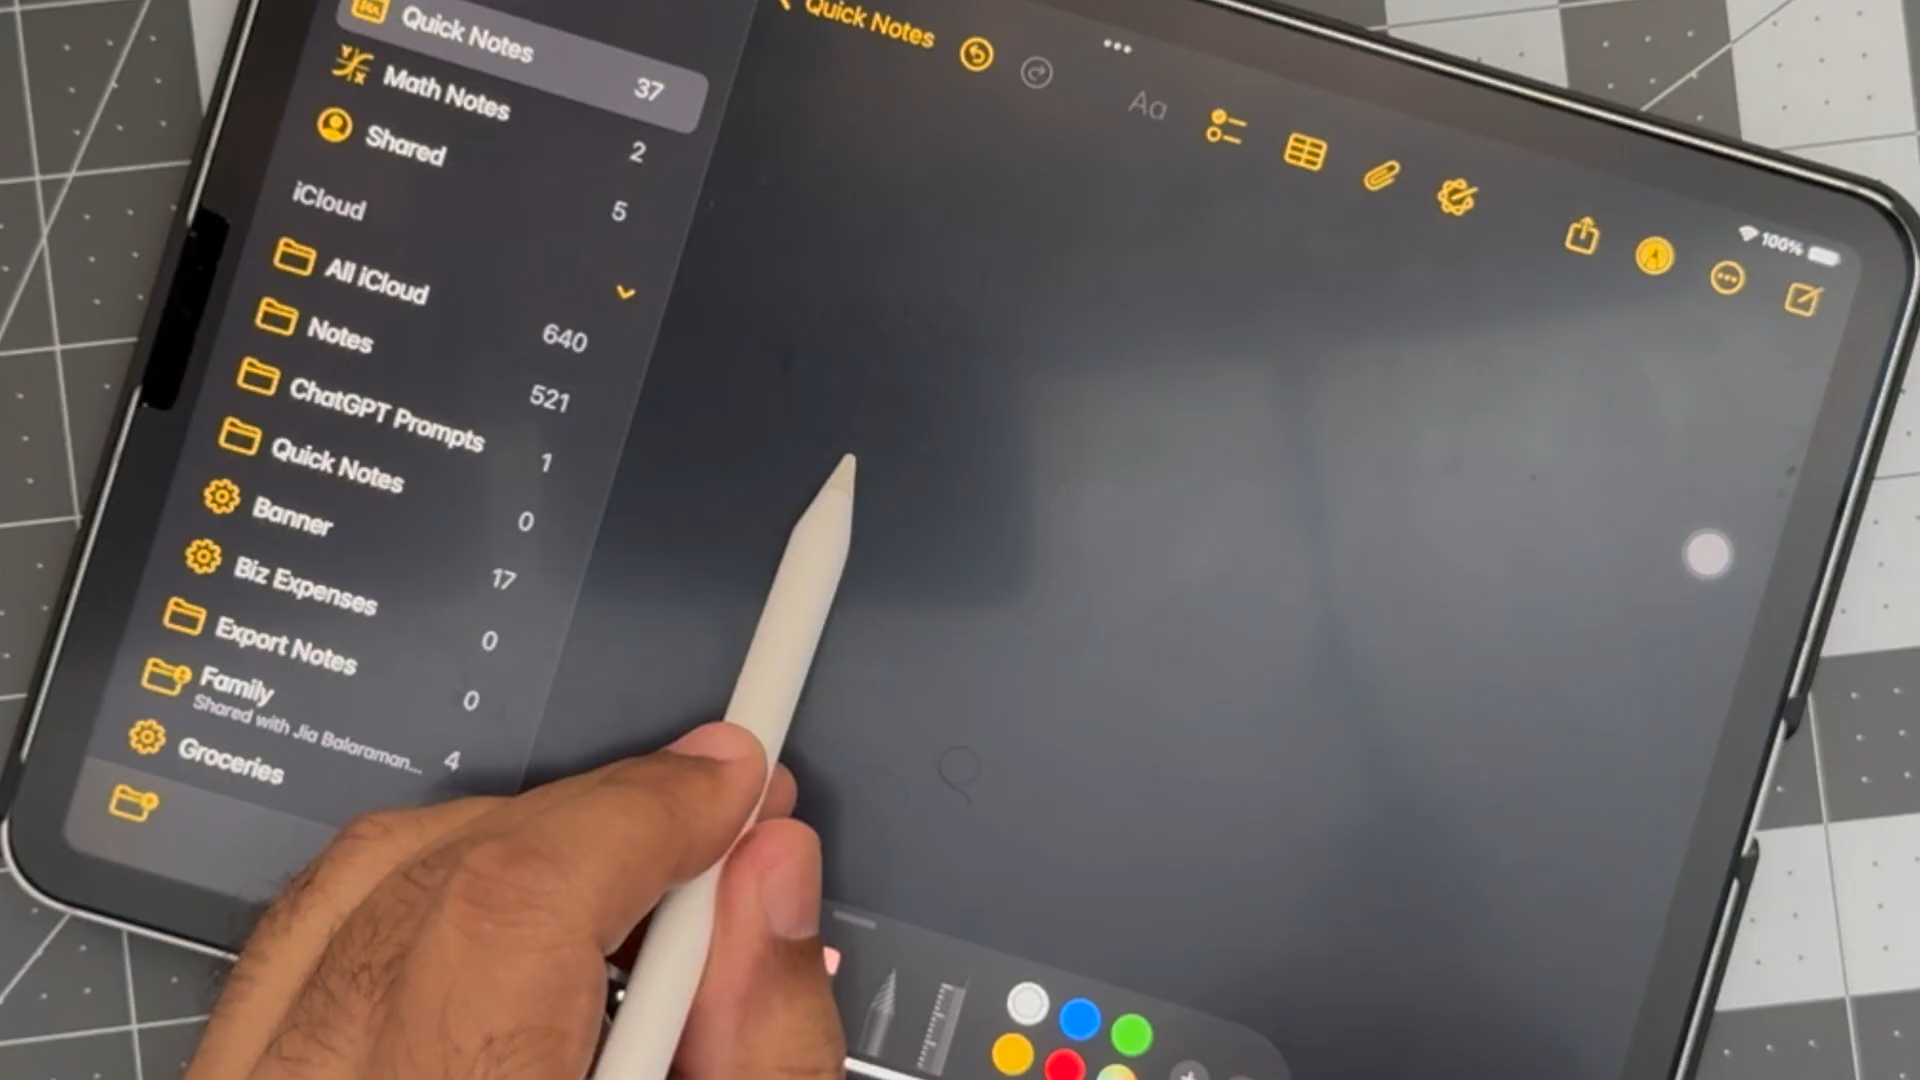 Quick Notes
37
Math Notes
2
Shared
5
iCloud
All iCloud
640
Notes
521
ChatGPT Prompts
1
Quick Notes
0
Banner
17
Biz Expenses
0
Export Notes
0
Family
Shared with Jia Balaraman...
4
Groceries
Quick Notes
Aa
100%